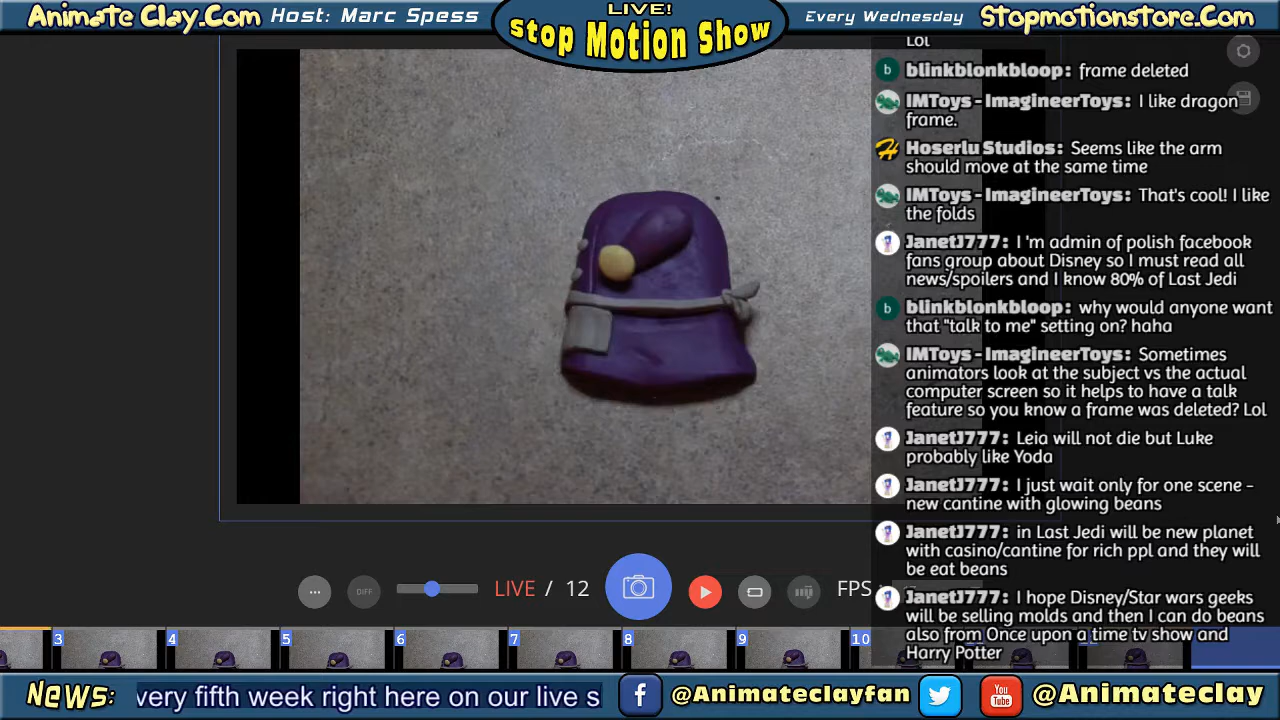 Animate Clay.Com Host: Marc Spess
LIVE!
Stop Motion Show
Every Wednesday Stopmotionstore.Com
Lol
b blinkblonkbloop: frame deleted
IMToys - ImagineerToys: I like dragon
frame.
Hoserlu Studios: Seems like the arm
should move at the same time
IMToys - ImagineerToys: That's cool! I like
the folds
JanetJ777: I 'm admin of polish facebook
fans group about Disney so I must read all
news/spoilers and I know 80% of Last Jedi
b blinkblonkbloop: why would anyone want
that "talk to me" setting on? haha
IMToys - ImagineerToys: Sometimes
animators look at the subject vs the actual
computer screen so it helps to have a talk
feature so you know a frame was deleted? Lol
JanetJ777: Leia will not die but Luke
probably like Yoda
JanetJ777: I just wait only for one scene -
new cantine with glowing beans
JanetJ777: in Last Jedi will be new planet
with casino/cantine for rich ppl and they will
be eat beans
JanetJ777: I hope Disney/Star wars geeks
will be selling molds and then I can do beans
also from Once upon a time tv show and
Harry Potter
DIFF LIVE / 12 FPS
3 4 5 6 7 8 9 10
News: very fifth week right here on our live s
f @Animateclayfan You Tube @Animateclay